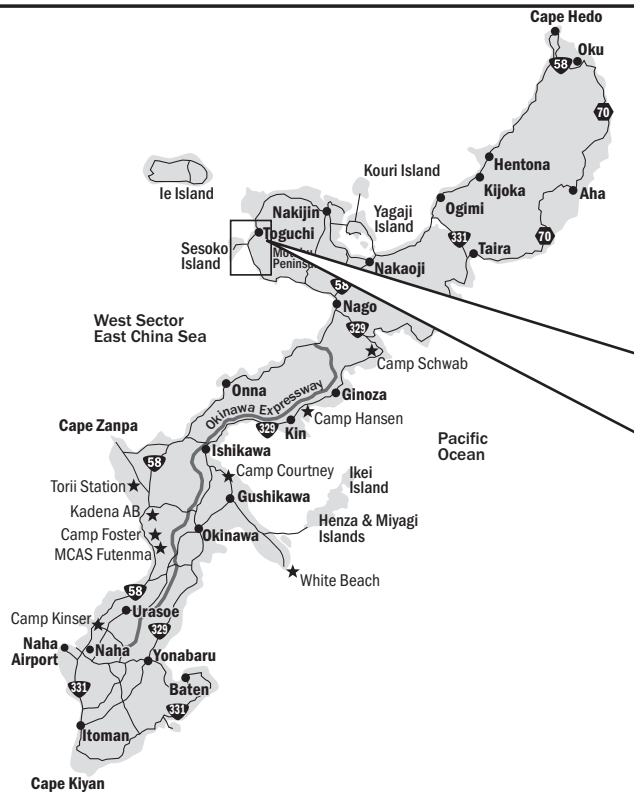 Cape Hedo
Oku
58
70
Hentona
Kouri Island
Kijoka
Ie Island
Aha
Ogimi
Nakijin
Yagaji
Island
Toguchi
331
70
Taira
Sesoko
Island
Nakaoji
58
Nago
West Sector
East China Sea
329
Camp Schwab
Onna
Ginoza
Okinawa Expressway
Camp Hansen
329
Kin
Cape Zanpa
Pacific
Ocean
58
Ishikawa
Camp Courtney
Ikei
Island
Torii Station
Gushikawa
Kadena AB
Henza & Miyagi
Islands
Camp Foster
Okinawa
MCAS Futenma
White Beach
58
Urasoe
Camp Kinser
329
Naha
Airport
Naha
Yonabaru
331
Baten
331
Itoman
Cape Kiyan